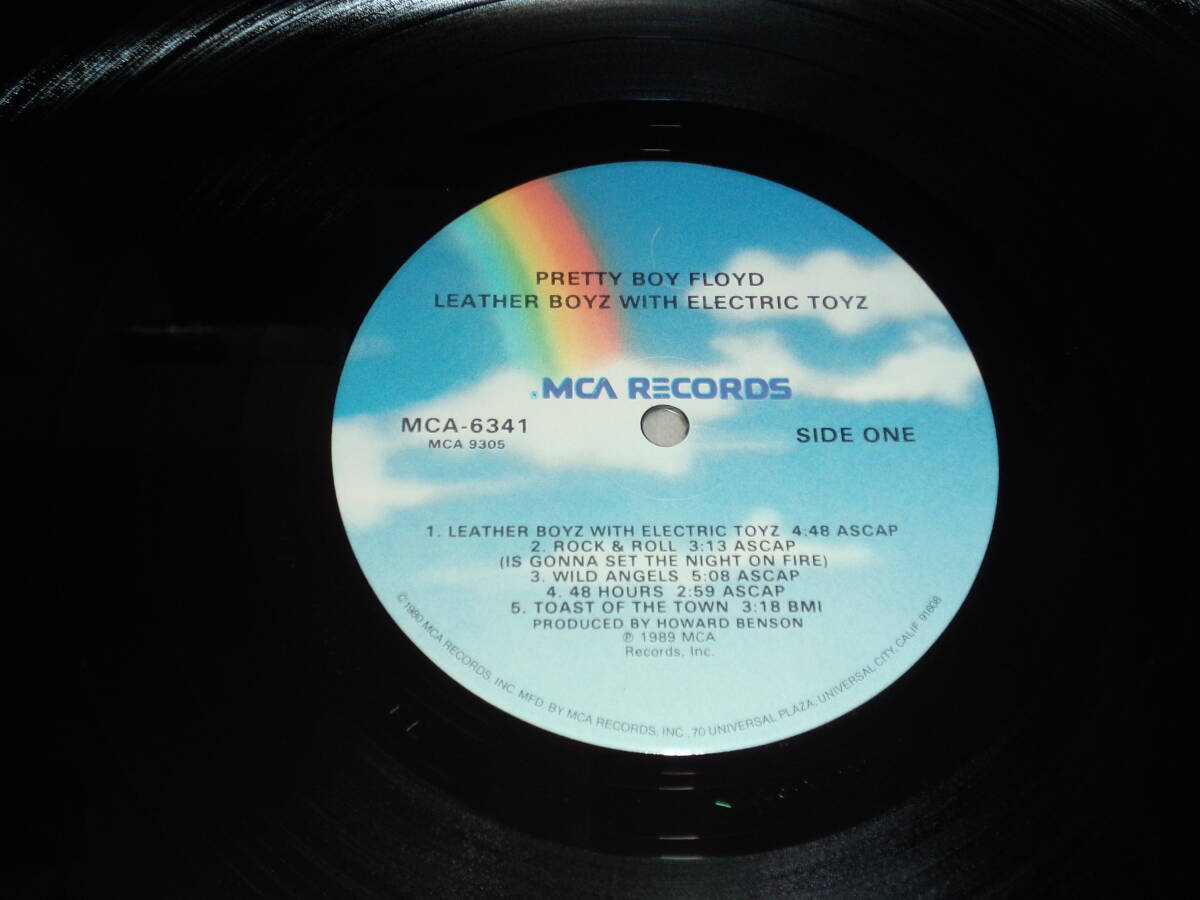 PRETTY BOY FLOYD
LEATHER BOYZ WITH ELECTRIC TOYZ
MCA RECORDS
MCA-6341
MCA 9305
SIDE ONE
1. LEATHER BOYZ WITH ELECTRIC TOYZ 4:48 ASCAP
2. ROCK & ROLL 3:13 ASCAP
(IS GONNA SET THE NIGHT ON FIRE)
3. WILD ANGELS 5:08 ASCAP
4. 48 HOURS 2:59 ASCAP
5. TOAST OF THE TOWN 3:18 BMI
PRODUCED BY HOWARD BENSON
℗ 1989 MCA
Records, Inc.
© 1980 MCA RECORDS, INC. MFD. BY MCA RECORDS, INC., 70 UNIVERSAL PLAZA, UNIVERSAL CITY, CALIF. 91608